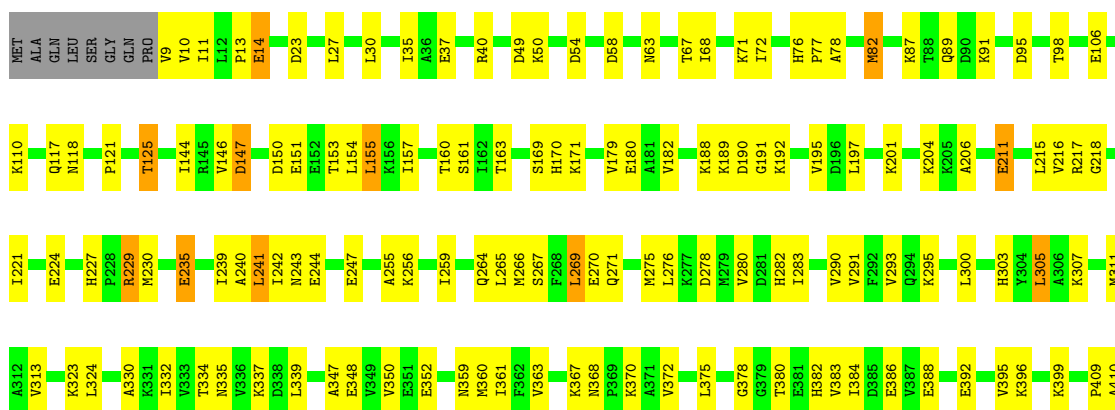 MET ALA GLN LEU SER GLY GLN PRO V9 V10 I11 L12 P13 E14 D23 L27 L30 I35 A36 E37 R40 D49 K50 D54 D58 N63 T67 I68 K71 I72 H76 P77 A78 M82 K87 T88 Q89 D90 K91 D95 T98 E106
K110 Q117 N118 P121 T125 I144 R145 V146 D147 D150 E151 E152 T153 L154 L155 K156 I157 T160 S161 I162 T163 S169 H170 K171 V179 E180 A181 V182 K188 K189 D190 G191 K192 V195 D196 L197 K201 K204 K205 A206 E211 L215 V216 R217 G218
I221 E224 H227 P228 R229 M230 E235 I239 A240 L241 I242 N243 E244 E247 A255 K256 I259 Q264 L265 M266 S267 F268 L269 E270 Q271 M275 L276 K277 D278 M279 V280 D281 H282 I283 V290 V291 F292 V293 Q294 K295 L300 H303 Y304 L305 A306 K307 M311
A312 V313 K323 L324 A330 K331 I332 V333 T334 N335 V336 K337 D338 L339 A347 E348 V349 V350 E351 E352 N359 M360 I361 F362 V363 K367 N368 P369 K370 A371 V372 L375 G378 G379 T380 E381 H382 V383 I384 D385 E386 V387 E388 E392 V395 K396 K399 P409